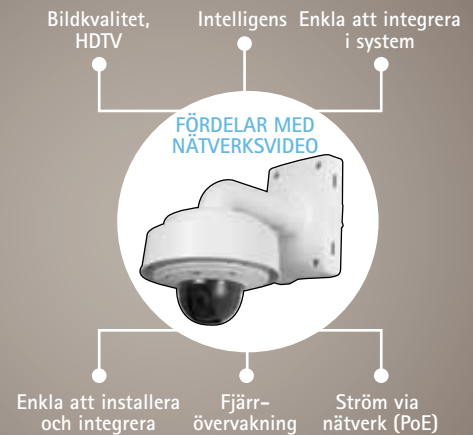 Bildkvalitet,
HDTV
Intelligens
Enkla att integrera
i system
FÖRDELAR MED
NÄTVERKSVIDEO
Enkla att installera
och integrera
Fjärr-
övervakning
Ström via
nätverk (PoE)